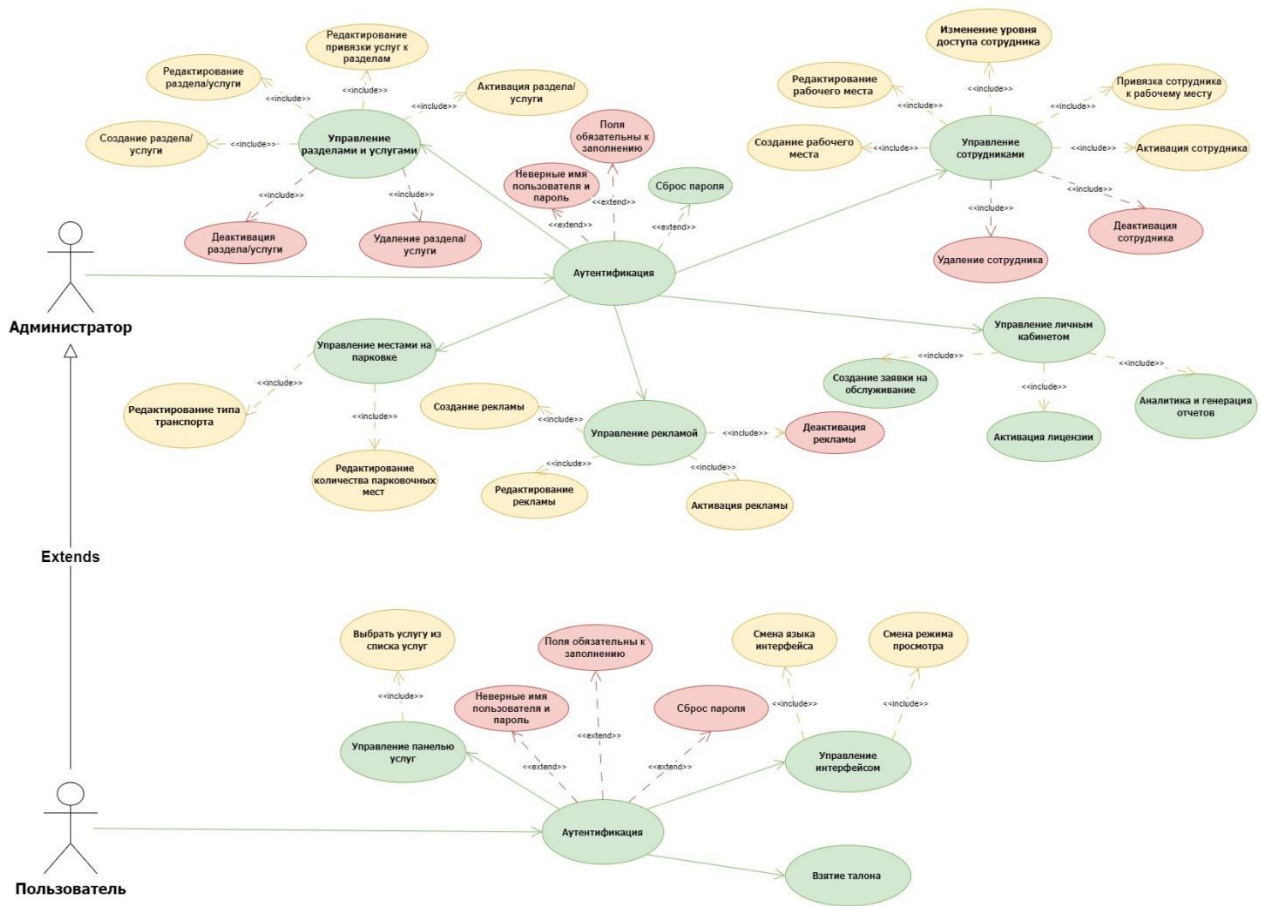 Редактирование
привязки услуг к
разделам
Редактирование
раздела/услуги
<<include>>
<<include>>
Активация раздела/
услуги
<<include>>
Создание раздела/
услуги
<<include>>
Управление
разделами и услугами
<<include>>
<<include>>
Деактивация
раздела/услуги
Удаление раздела/
услуги
Поля
обязательны к
заполнению
Неверные имя
пользователя и
пароль
Сброс пароля
<<extend>>
<<extend>>
<<extend>>
Аутентификация
Изменение уровня
доступа сотрудника
Редактирование
рабочего места
<<include>>
<<include>>
Привязка сотрудника
к рабочему месту
<<include>>
Создание рабочего
места
<<include>>
Управление
сотрудниками
<<include>>
Активация сотрудника
<<include>>
<<include>>
Удаление сотрудника
Деактивация
сотрудника
Администратор
Управление местами на
парковке
<<include>>
<<include>>
Редактирование типа
транспорта
Редактирование
количества парковочных
мест
Создание рекламы
<<include>>
Управление рекламой
<<include>>
Деактивация
рекламы
<<include>>
<<include>>
Редактирование
рекламы
Активация рекламы
Управление личным
кабинетом
<<include>>
<<include>>
<<include>>
Создание заявки на
обслуживание
Активация лицензии
Аналитика и генерация
отчетов
Extends
Выбрать услугу из
списка услуг
<<include>>
Управление панелью
услуг
Поля обязательны к
заполнению
Неверные имя
пользователя и
пароль
Сброс пароля
<<extend>>
<<extend>>
<<extend>>
Смена языка
интерфейса
Смена режима
просмотра
<<include>>
<<include>>
Управление
интерфейсом
Аутентификация
Взятие талона
Пользователь